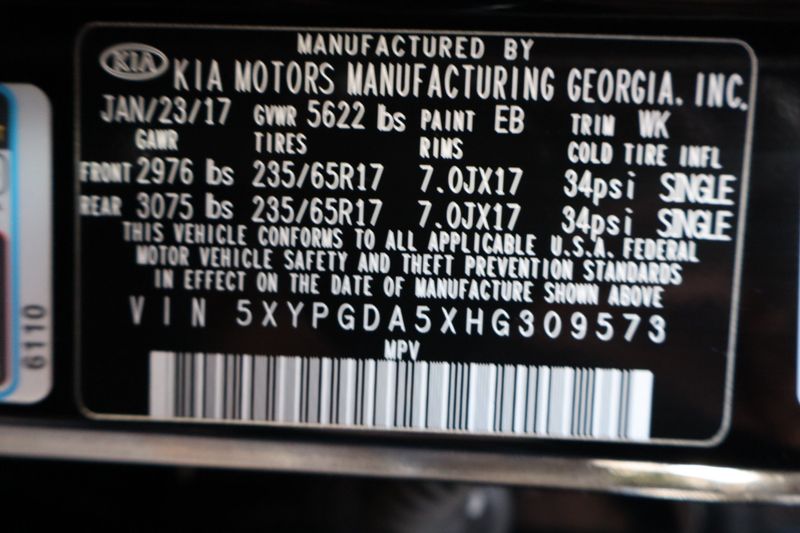 MANUFACTURED BY
KIA KIA MOTORS MANUFACTURING GEORGIA, INC.
JAN/23/17 GVWR 5622 lbs PAINT EB TRIM WK
GAWR TIRES RIMS COLD TIRE INFL
FRONT 2976 lbs 235/65R17 7.0JX17 34psi SINGLE
REAR 3075 lbs 235/65R17 7.0JX17 34psi SINGLE
THIS VEHICLE CONFORMS TO ALL APPLICABLE U.S.A. FEDERAL
MOTOR VEHICLE SAFETY AND THEFT PREVENTION STANDARDS
IN EFFECT ON THE DATE OF MANUFACTURE SHOWN ABOVE
VIN 5XYPGDA5XHG309573
MPV
6110